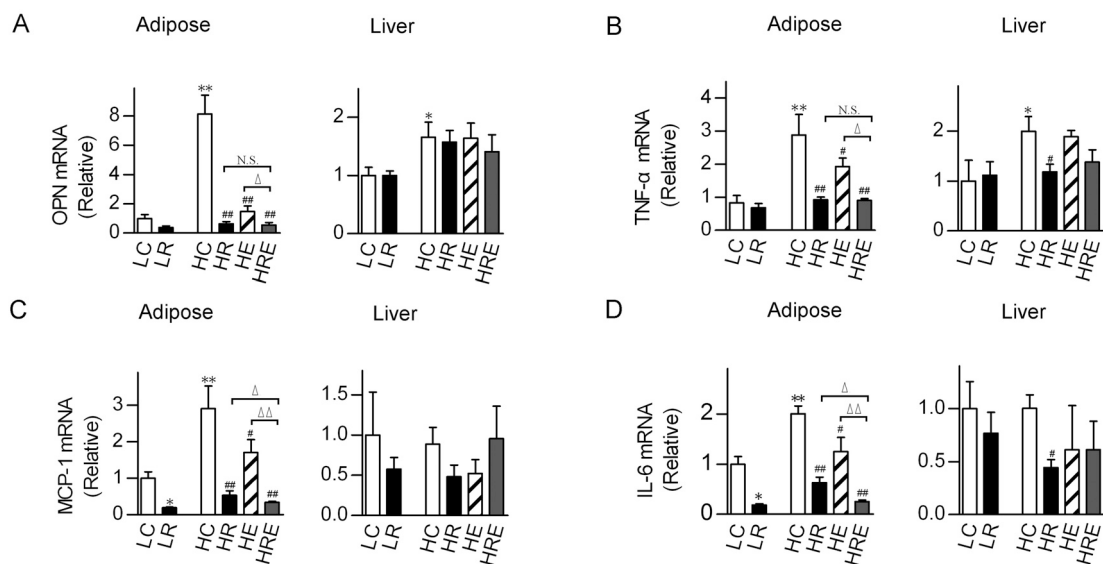 A
Adipose
Liver
OPN mRNA
(Relative)
8
6
4
2
0
**
N.S.
Δ
##
##
##
LC
LR
HC
HR
HE
HRE
2
1
0
*
LC
LR
HC
HR
HE
HRE
B
Adipose
Liver
TNF-α mRNA
(Relative)
4
3
2
1
0
**
N.S.
Δ
#
##
##
LC
LR
HC
HR
HE
HRE
2
1
0
*
#
LC
LR
HC
HR
HE
HRE
C
Adipose
Liver
MCP-1 mRNA
(Relative)
3
2
1
0
**
Δ
ΔΔ
#
##
##
*
LC
LR
HC
HR
HE
HRE
1.5
1.0
0.5
0.0
LC
LR
HC
HR
HE
HRE
D
Adipose
Liver
IL-6 mRNA
(Relative)
2
1
0
**
Δ
ΔΔ
#
##
##
*
LC
LR
HC
HR
HE
HRE
1.0
0.5
0.0
#
LC
LR
HC
HR
HE
HRE